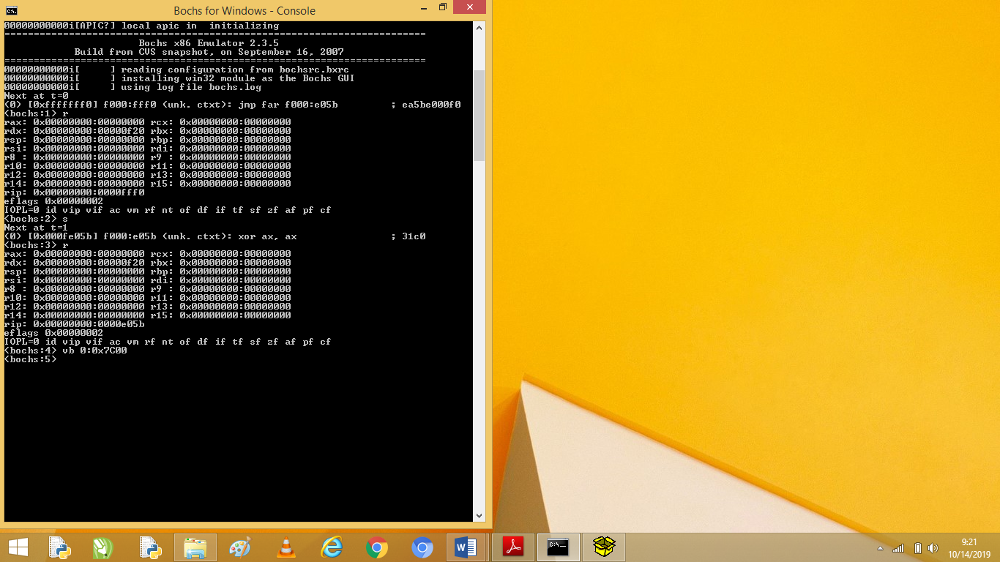 Bochs for Windows - Console
00000000000i[APIC?] local apic in  initializing
========================================================================
                       Bochs x86 Emulator 2.3.5
            Build from CVS snapshot, on September 16, 2007
========================================================================
00000000000i[     ] reading configuration from bochsrc.bxrc
00000000000i[     ] installing win32 module as the Bochs GUI
00000000000i[     ] using log file bochs.log
Next at t=0
(0) [0xfffffff0] f000:fff0 (unk. ctxt): jmp far f000:e05b         ; ea5be000f0
<bochs:1> r
rax: 0x00000000:00000000 rcx: 0x00000000:00000000
rdx: 0x00000000:00000f20 rbx: 0x00000000:00000000
rsp: 0x00000000:00000000 rbp: 0x00000000:00000000
rsi: 0x00000000:00000000 rdi: 0x00000000:00000000
r8 : 0x00000000:00000000 r9 : 0x00000000:00000000
r10: 0x00000000:00000000 r11: 0x00000000:00000000
r12: 0x00000000:00000000 r13: 0x00000000:00000000
r14: 0x00000000:00000000 r15: 0x00000000:00000000
rip: 0x00000000:0000fff0
eflags 0x00000002
IOPL=0 id vip vif ac vm rf nt of df if tf sf zf af pf cf
<bochs:2> s
Next at t=1
(0) [0x000fe05b] f000:e05b (unk. ctxt): xor ax, ax                ; 31c0
<bochs:3> r
rax: 0x00000000:00000000 rcx: 0x00000000:00000000
rdx: 0x00000000:00000f20 rbx: 0x00000000:00000000
rsp: 0x00000000:00000000 rbp: 0x00000000:00000000
rsi: 0x00000000:00000000 rdi: 0x00000000:00000000
r8 : 0x00000000:00000000 r9 : 0x00000000:00000000
r10: 0x00000000:00000000 r11: 0x00000000:00000000
r12: 0x00000000:00000000 r13: 0x00000000:00000000
r14: 0x00000000:00000000 r15: 0x00000000:00000000
rip: 0x00000000:0000e05b
eflags 0x00000002
IOPL=0 id vip vif ac vm rf nt of df if tf sf zf af pf cf
<bochs:4> vb 0:0x7C00
<bochs:5>
9:21
10/14/2019